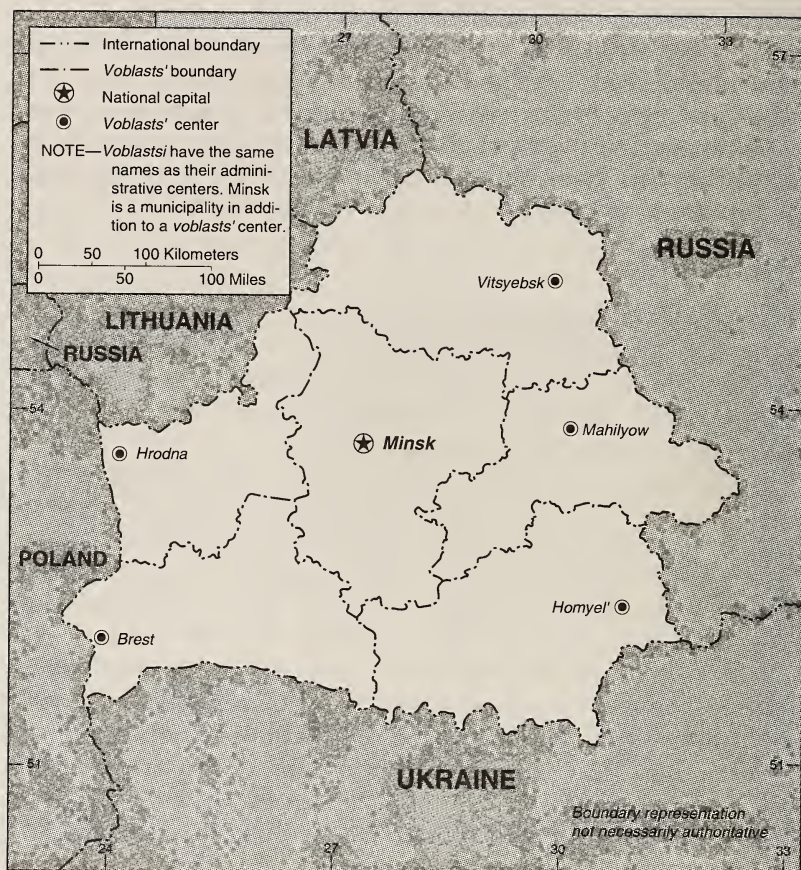 27
30
33
57
International boundary
Voblasts' boundary
National capital
Voblasts' center
NOTE—Voblastsi have the same
names as their admini-
strative centers. Minsk
is a municipality in addi-
tion to a voblasts' center.
0 50 100 Kilometers
0 50 100 Miles
LATVIA
RUSSIA
Vitsyebsk
LITHUANIA
RUSSIA
54
54
Mahilyow
Minsk
Hrodna
POLAND
Homyel'
Brest
51
51
UKRAINE
Boundary representation
not necessarily authoritative
24
27
30
33